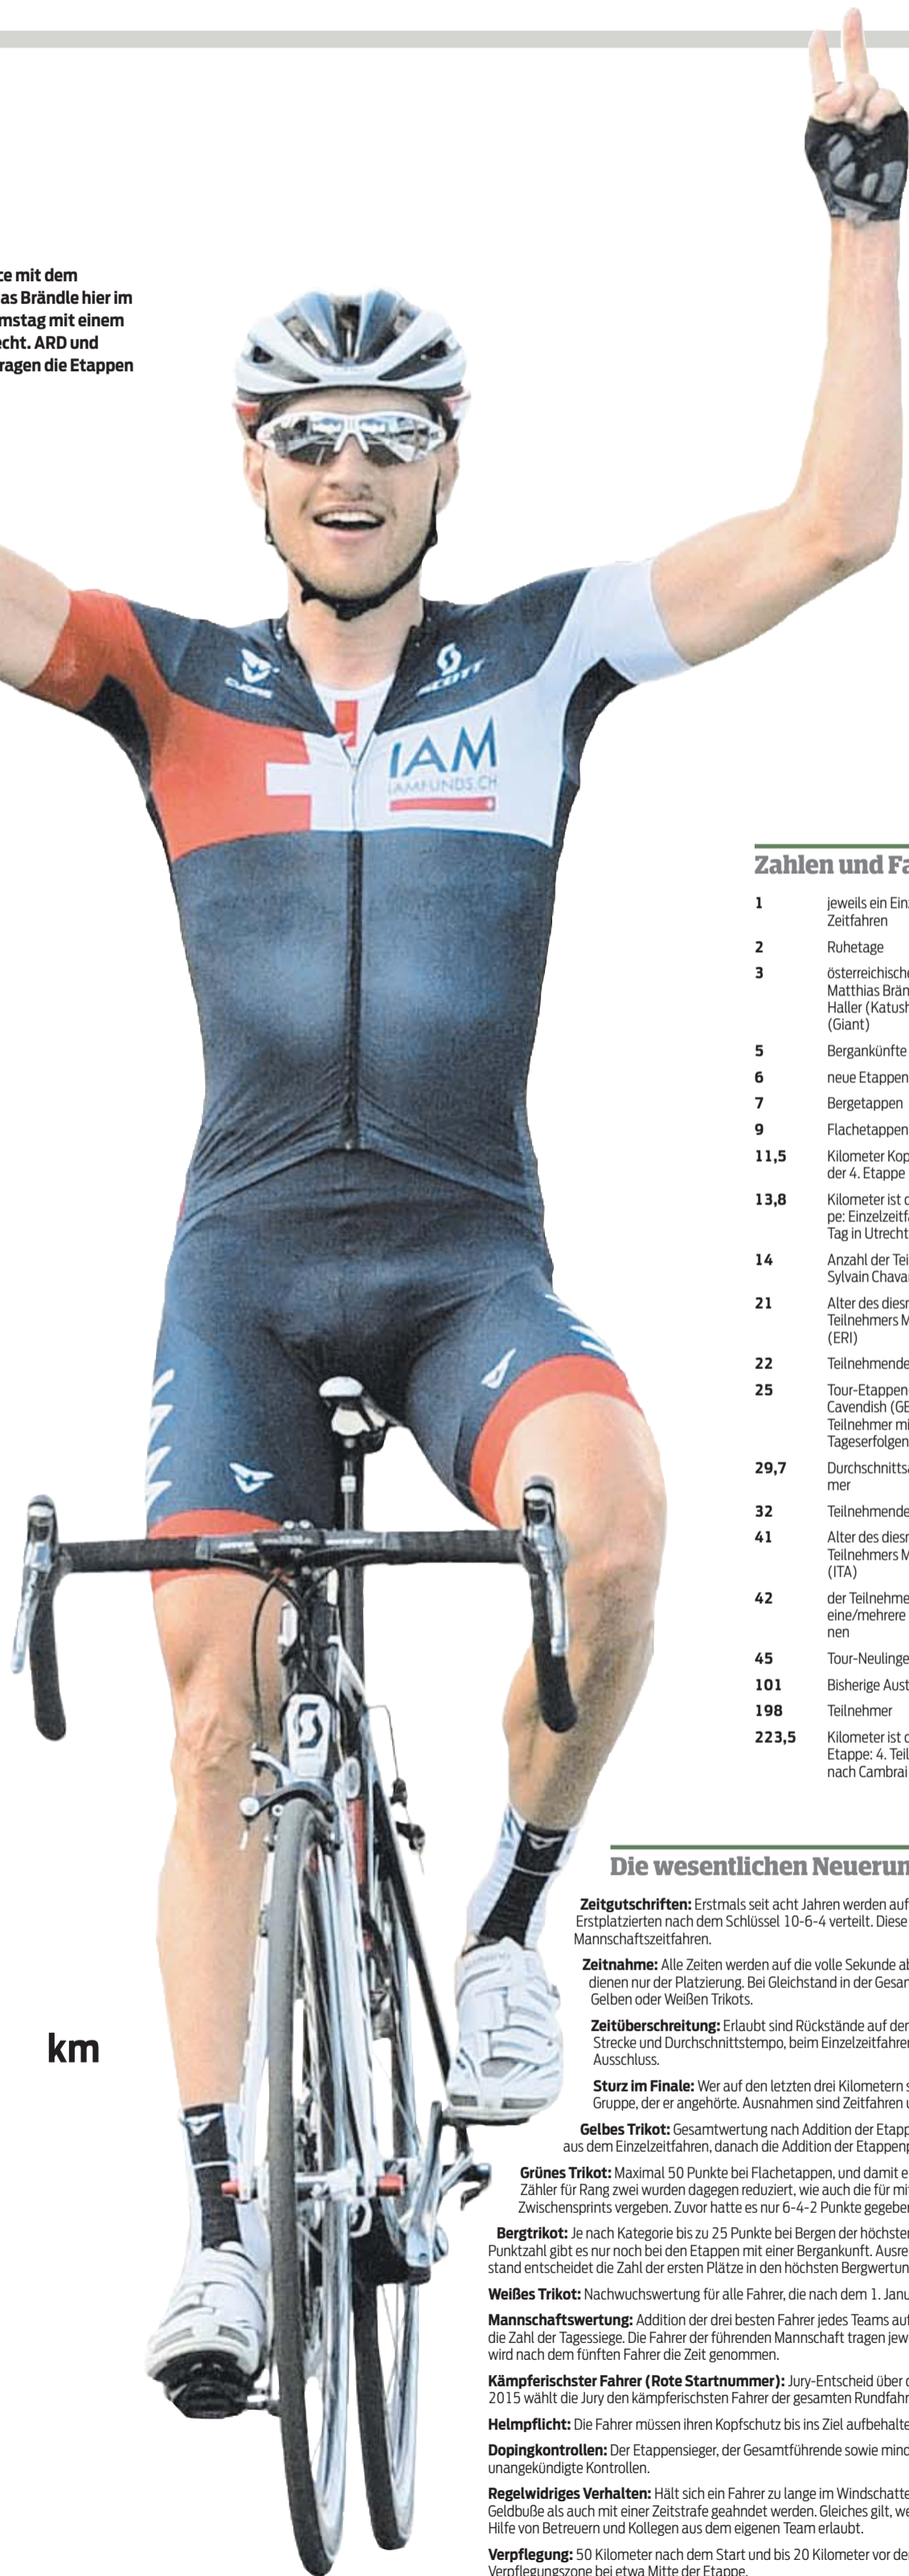 ce mit dem
as Brändle hier im
mstag mit einem
echt. ARD und
ragen die Etappen
CUORE
SCOTT
IAM
IAMFUNDS.CH
Zahlen und Fa
1 jeweils ein Ein
Zeitfahren
2 Ruhetage
3 österreichische
Matthias Brän
Haller (Katush
(Giant)
5 Bergankünfte
6 neue Etappen
7 Bergetappen
9 Flachetappen
11,5 Kilometer Kop
der 4. Etappe
13,8 Kilometer ist d
pe: Einzelzeitf
Tag in Utrecht
14 Anzahl der Tei
Sylvain Chava
21 Alter des diesr
Teilnehmers M
(ERI)
22 Teilnehmende
25 Tour-Etappen
Cavendish (GB
Teilnehmer mi
Tageserfolgen
29,7 Durchschnittsa
mer
32 Teilnehmende
41 Alter des diesr
Teilnehmers M
(ITA)
42 der Teilnehme
eine/mehrere
nen
45 Tour-Neulinge
101 Bisherige Aust
198 Teilnehmer
223,5 Kilometer ist d
Etappe: 4. Teil
nach Cambrai
Die wesentlichen Neuerun
Zeitgutschriften: Erstmals seit acht Jahren werden auf
Erstplatzierten nach dem Schlüssel 10-6-4 verteilt. Diese
Mannschaftszeitfahren.
Zeitnahme: Alle Zeiten werden auf die volle Sekunde ab
dienen nur der Platzierung. Bei Gleichstand in der Gesam
Gelben oder Weißen Trikots.
Zeitüberschreitung: Erlaubt sind Rückstände auf den
Strecke und Durchschnittstempo, beim Einzelzeitfahren
Ausschluss.
km
Sturz im Finale: Wer auf den letzten drei Kilometern s
Gruppe, der er angehörte. Ausnahmen sind Zeitfahren u
Gelbes Trikot: Gesamtwertung nach Addition der Etapp
aus dem Einzelzeitfahren, danach die Addition der Etappenp
Grünes Trikot: Maximal 50 Punkte bei Flachetappen, und damit e
Zähler für Rang zwei wurden dagegen reduziert, wie auch die für mi
Zwischensprints vergeben. Zuvor hatte es nur 6-4-2 Punkte gegeben
Bergtrikot: Je nach Kategorie bis zu 25 Punkte bei Bergen der höchsten
Punktzahl gibt es nur noch bei den Etappen mit einer Bergankunft. Ausre
stand entscheidet die Zahl der ersten Plätze in den höchsten Bergwertun
Weißes Trikot: Nachwuchswertung für alle Fahrer, die nach dem 1. Janu
Mannschaftswertung: Addition der drei besten Fahrer jedes Teams auf
die Zahl der Tagessiege. Die Fahrer der führenden Mannschaft tragen jew
wird nach dem fünften Fahrer die Zeit genommen.
Kämpferischster Fahrer (Rote Startnummer): Jury-Entscheid über d
2015 wählt die Jury den kämpferischsten Fahrer der gesamten Rundfahr
Helmpflicht: Die Fahrer müssen ihren Kopfschutz bis ins Ziel aufbehalte
Dopingkontrollen: Der Etappensieger, der Gesamtführende sowie mind
unangekündigte Kontrollen.
Regelwidriges Verhalten: Hält sich ein Fahrer zu lange im Windschatte
Geldbuße als auch mit einer Zeitstrafe geahndet werden. Gleiches gilt, we
Hilfe von Betreuern und Kollegen aus dem eigenen Team erlaubt.
Verpflegung: 50 Kilometer nach dem Start und bis 20 Kilometer vor der
Verpflegungszone bei etwa Mitte der Etappe.